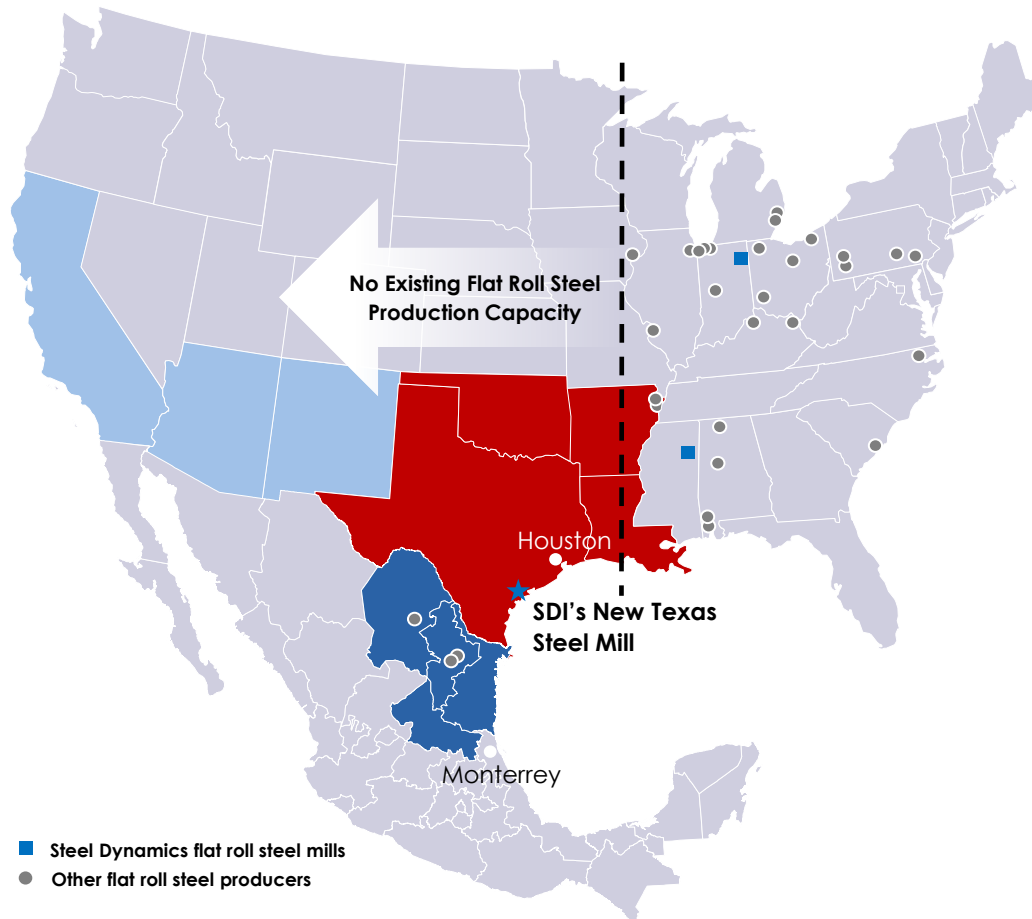 No Existing Flat Roll Steel
Production Capacity
Houston
SDI's New Texas
Steel Mill
Monterrey
Steel Dynamics flat roll steel mills
Other flat roll steel producers